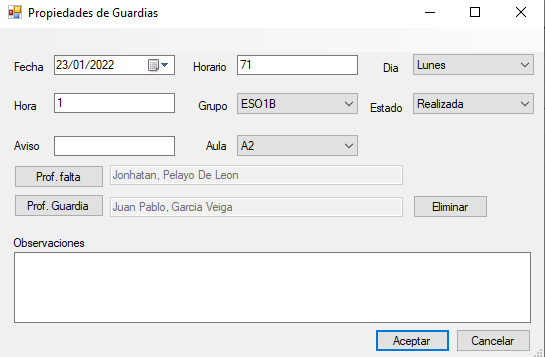 Propiedades de Guardias
Fecha 23/01/2022 Horario 71 Dia Lunes
Hora 1 Grupo ESO1B Estado Realizada
Aviso Aula A2
Prof. falta Jonhatan, Pelayo De Leon
Prof. Guardia Juan Pablo, Garcia Veiga Eliminar
Observaciones
Aceptar Cancelar